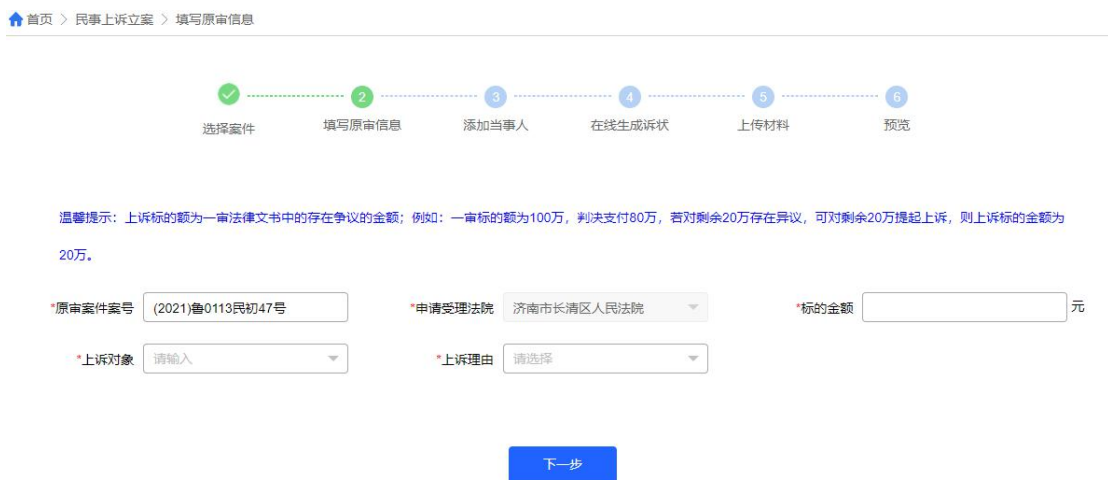 首页 > 民事上诉立案 > 填写原审信息
2 3 4 5 6
选择案件 填写原审信息 添加当事人 在线生成诉状 上传材料 预览
温馨提示：上诉标的额为一审法律文书中的存在争议的金额；例如：一审标的额为100万，判决支付80万，若对剩余20万存在异议，可对剩余20万提起上诉，则上诉标的金额为
20万。
*原审案件案号 (2021)鲁0113民初47号 *申请受理法院 济南市长清区人民法院 *标的金额 元
*上诉对象 请输入 *上诉理由 请选择
下一步